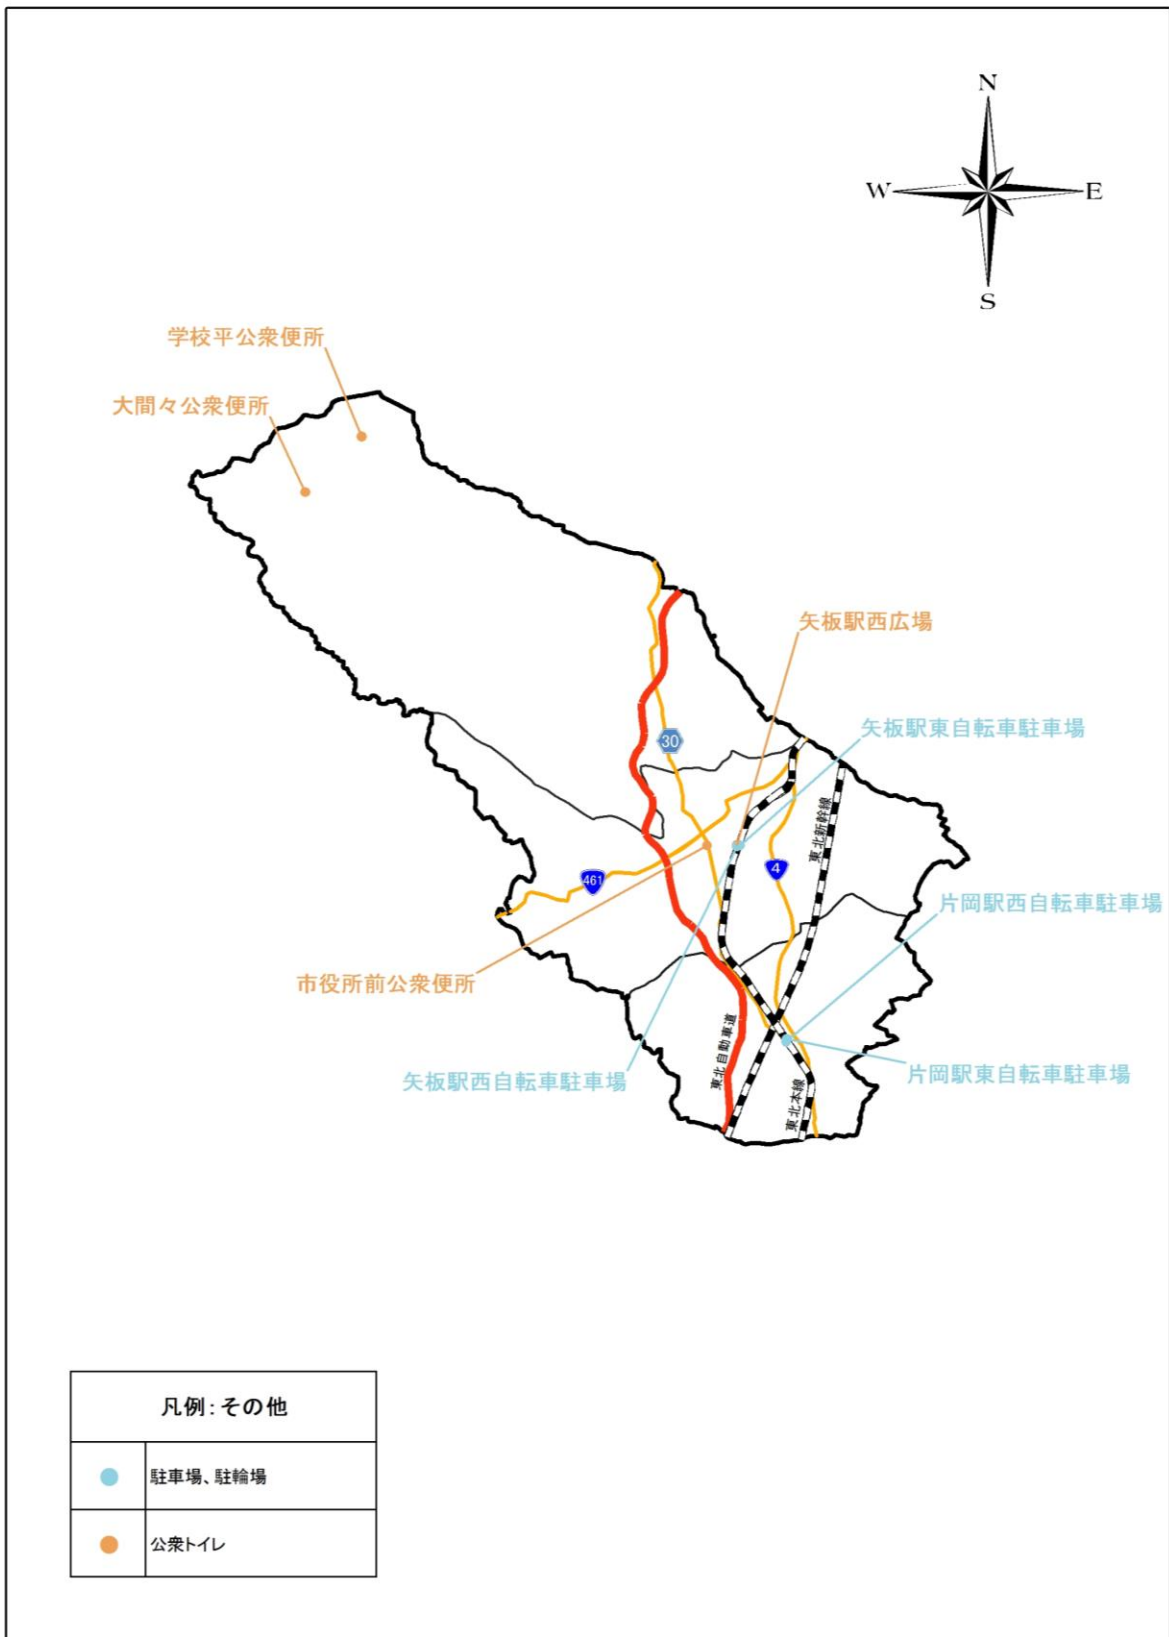 N
W
E
S
学校平公衆便所
大間々公衆便所
矢板駅西広場
矢板駅東自転車駐車場
30
東北新幹線
4
461
片岡駅西自転車駐車場
市役所前公衆便所
東北自動車道
矢板駅西自転車駐車場
片岡駅東自転車駐車場
東北本線
凡例：その他
駐車場、駐輪場
公衆トイレ